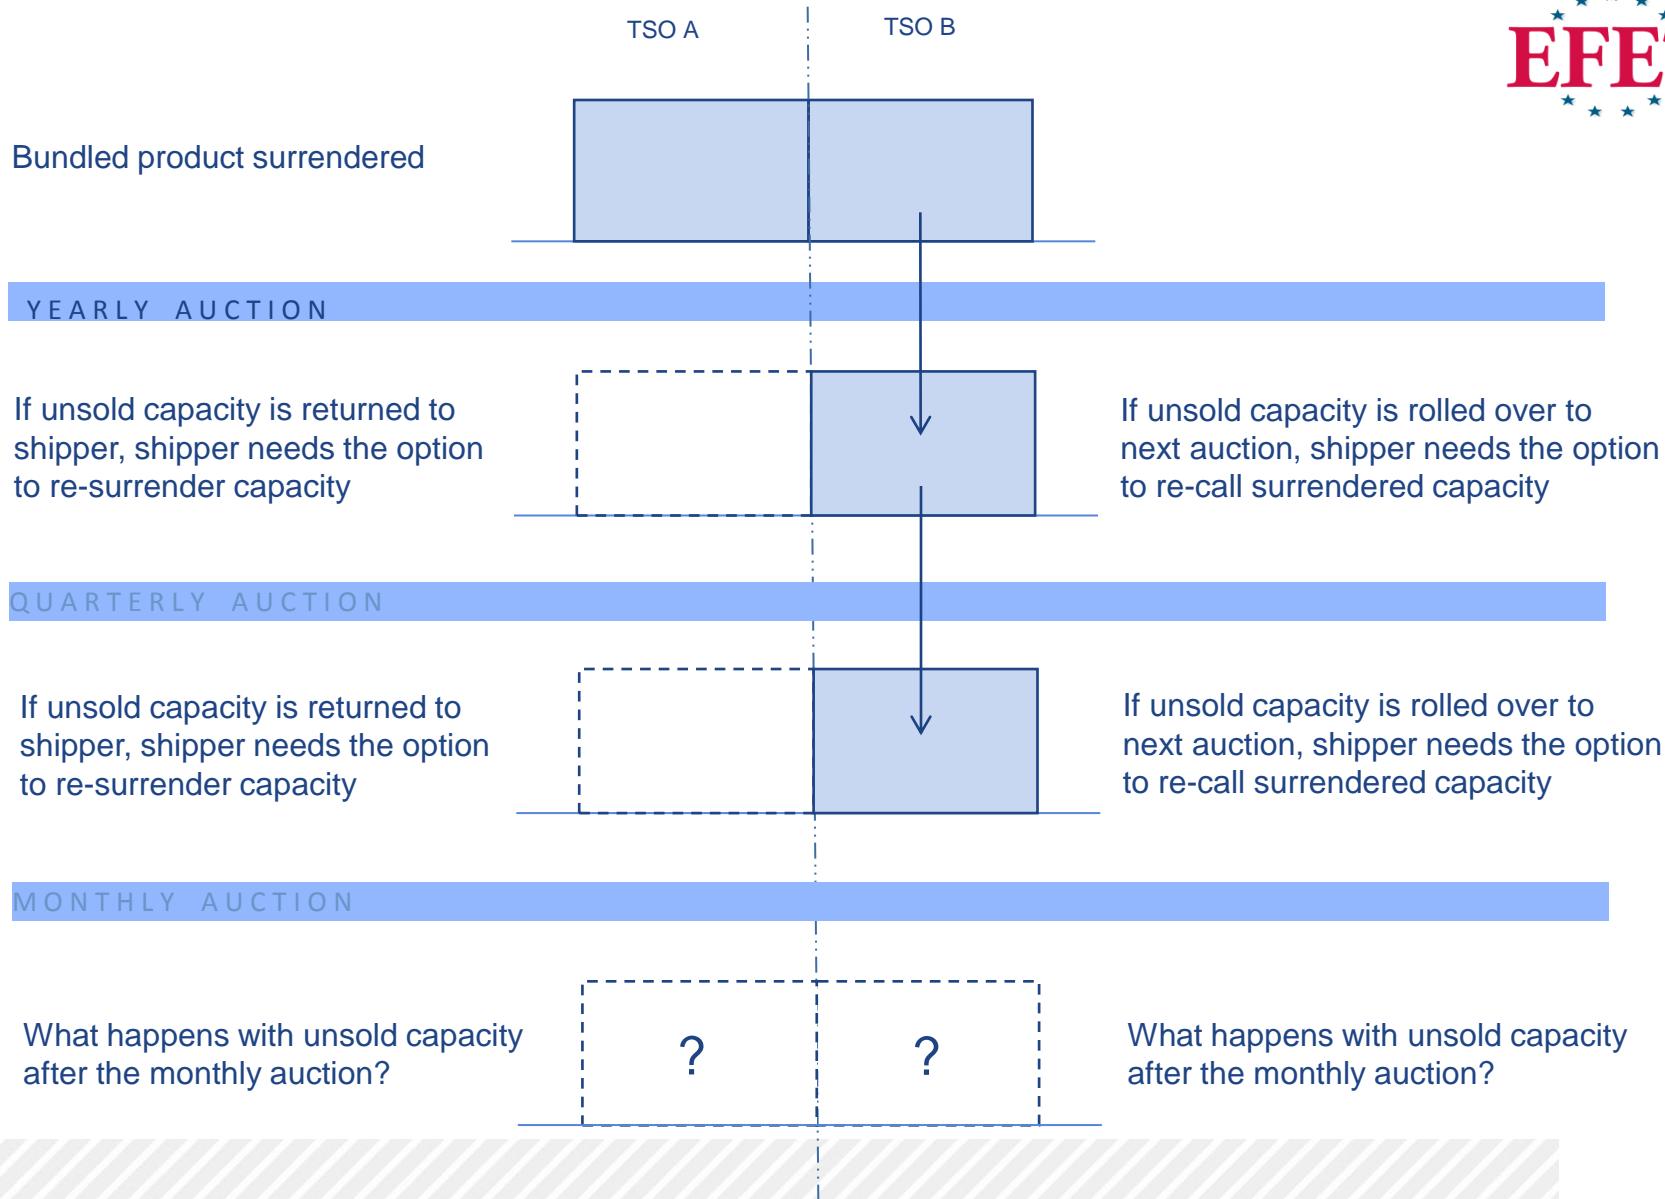 TSO A
TSO B
EFET
Bundled product surrendered
YEARLY AUCTION
If unsold capacity is returned to
shipper, shipper needs the option
to re-surrender capacity
If unsold capacity is rolled over to
next auction, shipper needs the option
to re-call surrendered capacity
QUARTERLY AUCTION
If unsold capacity is returned to
shipper, shipper needs the option
to re-surrender capacity
If unsold capacity is rolled over to
next auction, shipper needs the option
to re-call surrendered capacity
MONTHLY AUCTION
What happens with unsold capacity
after the monthly auction?
?
?
What happens with unsold capacity
after the monthly auction?